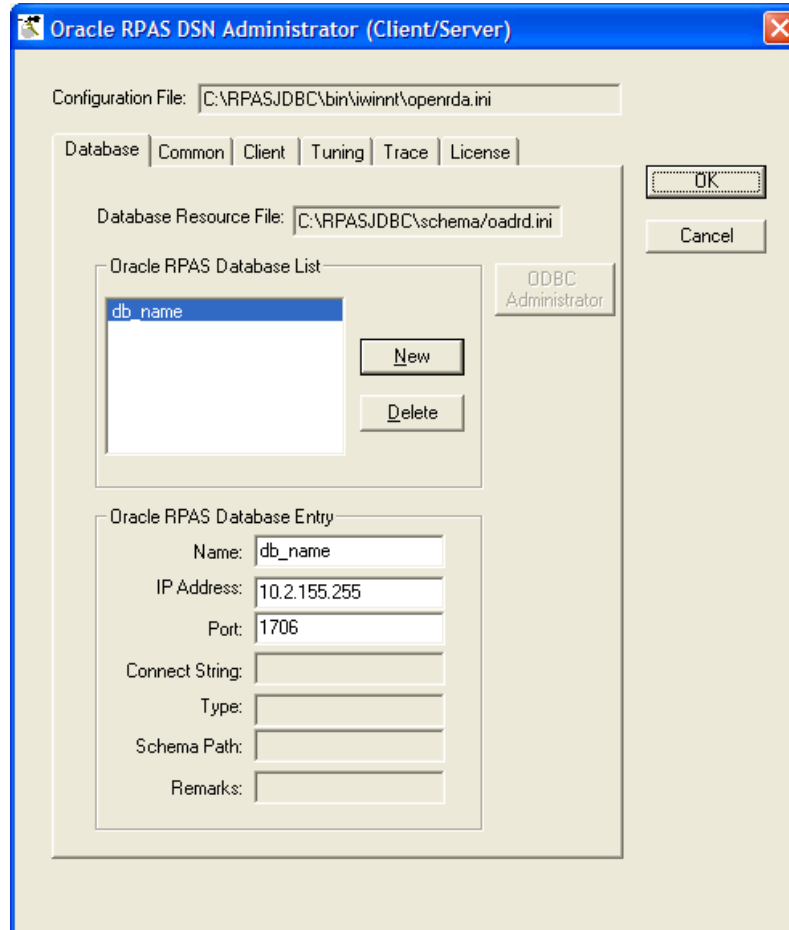 Oracle RPAS DSN Administrator (Client/Server)
Configuration File: C:\RPASJDBC\bin\iwinnt\openrda.ini
Database Common Client Tuning Trace License
OK
Cancel
Database Resource File: C:\RPASJDBC\schema/oadrd.ini
Oracle RPAS Database List
ODBC
Administrator
db_name
New
Delete
Oracle RPAS Database Entry
Name: db_name
IP Address: 10.2.155.255
Port: 1706
Connect String:
Type:
Schema Path:
Remarks: